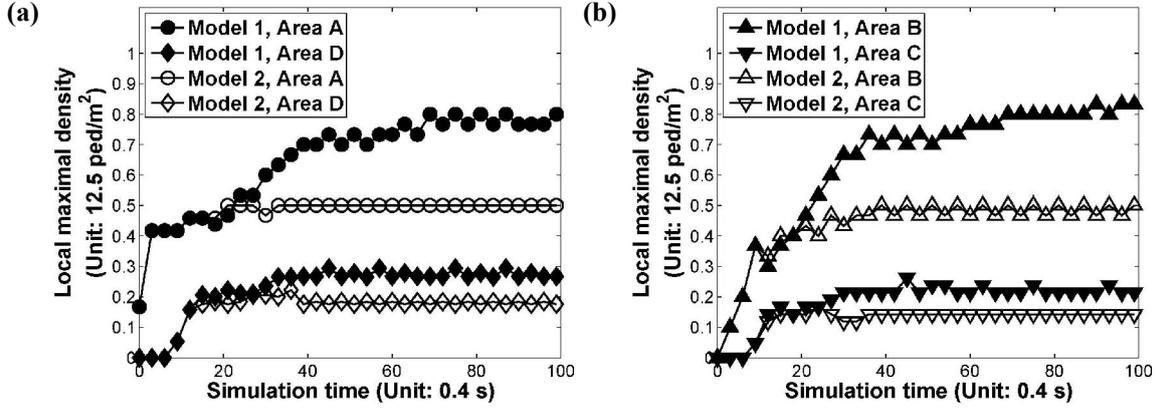 (a)
Model 1, Area A
Model 1, Area D
Model 2, Area A
Model 2, Area D
Local maximal density
(Unit: 12.5 ped/m²)
1
0.9
0.8
0.7
0.6
0.5
0.4
0.3
0.2
0.1
0
0 20 40 60 80 100
Simulation time (Unit: 0.4 s)
(b)
Model 1, Area B
Model 1, Area C
Model 2, Area B
Model 2, Area C
Local maximal density
(Unit: 12.5 ped/m²)
1
0.9
0.8
0.7
0.6
0.5
0.4
0.3
0.2
0.1
0
0 20 40 60 80 100
Simulation time (Unit: 0.4 s)